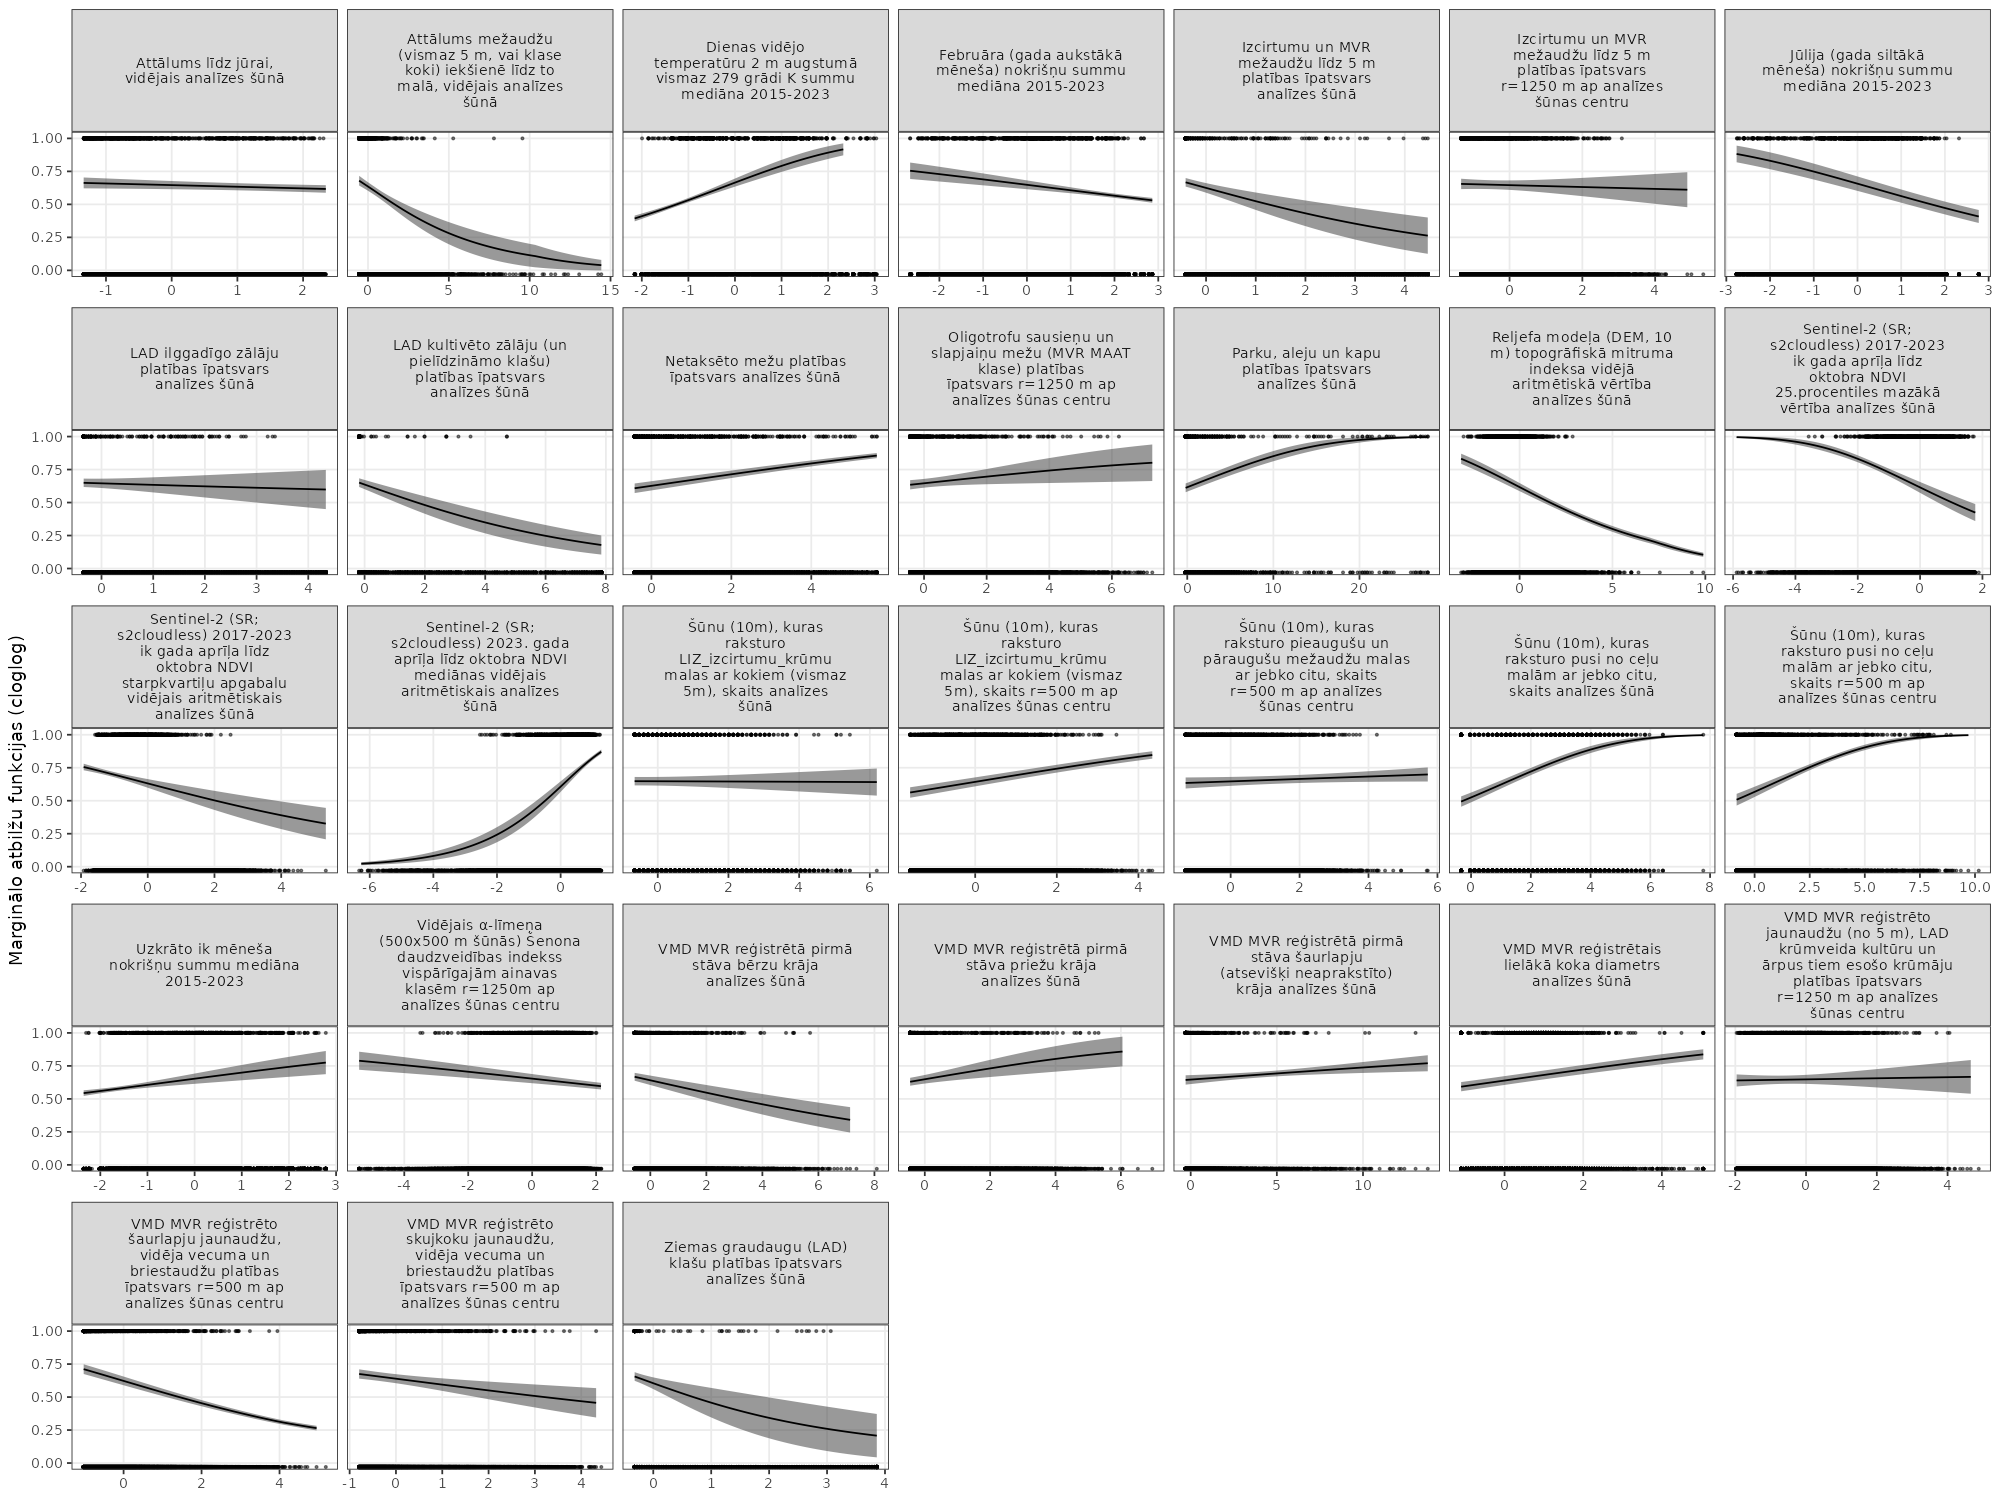 Marginālo atbilžu funkcijas (cloglog)
Attālums līdz jūrai,
vidējais analīzes šūnā
Attālums mežaudžu
(vismaz 5 m, vai klase
koki) iekšienē līdz to
malā, vidējais analīzes
šūnā
Dienas vidējo
temperatūru 2 m augstumā
vismaz 279 grādi K summu
mediāna 2015-2023
Februāra (gada aukstākā
mēneša) nokrišņu summu
mediāna 2015-2023
Izcirtumu un MVR
mežaudžu līdz 5 m
platības īpatsvars
analīzes šūnā
Izcirtumu un MVR
mežaudžu līdz 5 m
platības īpatsvars
r=1250 m ap analīzes
šūnas centru
Jūlija (gada siltākā
mēneša) nokrišņu summu
mediāna 2015-2023
1.00
0.75
0.50
0.25
0.00
-1 0 1 2
0 5 10 15
-2 -1 0 1 2 3
-2 -1 0 1 2 3
0 1 2 3 4
0 2 4
-3 -2 -1 0 1 2 3
LAD ilggadīgo zālāju
platības īpatsvars
analīzes šūnā
LAD kultivēto zālāju (un
pielīdzināmo klašu)
platības īpatsvars
analīzes šūnā
Netaksēto mežu platības
īpatsvars analīzes šūnā
Oligotrofu sausieņu un
slapjaiņu mežu (MVR MAAT
klase) platības
īpatsvars r=1250 m ap
analīzes šūnas centru
Parku, aleju un kapu
platības īpatsvars
analīzes šūnā
Reljefa modeļa (DEM, 10
m) topogrāfiskā mitruma
indeksa vidējā
aritmētiskā vērtība
analīzes šūnā
Sentinel-2 (SR;
s2cloudless) 2017-2023
ik gada aprīļa līdz
oktobra NDVI
25.procentiles mazākā
vērtība analīzes šūnā
1.00
0.75
0.50
0.25
0.00
0 1 2 3 4
0 2 4 6 8
0 2 4
0 2 4 6
0 10 20
0 5 10
-6 -4 -2 0 2
Sentinel-2 (SR;
s2cloudless) 2017-2023
ik gada aprīļa līdz
oktobra NDVI
starpkvartiļu apgabalu
vidējais aritmētiskais
analīzes šūnā
Sentinel-2 (SR;
s2cloudless) 2023. gada
aprīļa līdz oktobra NDVI
mediānas vidējais
aritmētiskais analīzes
šūnā
Šūnu (10m), kuras
raksturo
LIZ_izcirtumu_krūmu
malas ar kokiem (vismaz
5m), skaits analīzes
šūnā
Šūnu (10m), kuras
raksturo
LIZ_izcirtumu_krūmu
malas ar kokiem (vismaz
5m), skaits r=500 m ap
analīzes šūnas centru
Šūnu (10m), kuras
raksturo pieaugušu un
pāraugušu mežaudžu malas
ar jebko citu, skaits
r=500 m ap analīzes
šūnas centru
Šūnu (10m), kuras
raksturo pusi no ceļu
malām ar jebko citu,
skaits analīzes šūnā
Šūnu (10m), kuras
raksturo pusi no ceļu
malām ar jebko citu,
skaits r=500 m ap
analīzes šūnas centru
1.00
0.75
0.50
0.25
0.00
-2 0 2 4
-6 -4 -2 0
0 2 4 6
0 2 4
0 2 4 6
0 2 4 6 8
0.0 2.5 5.0 7.5 10.0
Uzkrāto ik mēneša
nokrišņu summu mediāna
2015-2023
Vidējais α-līmeņa
(500x500 m šūnās) Šenona
daudzveidības indekss
vispārīgajām ainavas
klasēm r=1250m ap
analīzes šūnas centru
VMD MVR reģistrētā pirmā
stāva bērzu krāja
analīzes šūnā
VMD MVR reģistrētā pirmā
stāva priežu krāja
analīzes šūnā
VMD MVR reģistrētā pirmā
stāva šaurlapju
(atsevišķi neaprakstīto)
krāja analīzes šūnā
VMD MVR reģistrētais
lielākā koka diametrs
analīzes šūnā
VMD MVR reģistrēto
jaunaudžu (no 5 m), LAD
krūmveida kultūru un
ārpus tiem esošo krūmāju
platības īpatsvars
r=1250 m ap analīzes
šūnas centru
1.00
0.75
0.50
0.25
0.00
-2 -1 0 1 2 3
-4 -2 0 2
0 2 4 6 8
0 2 4 6
0 5 10
0 2 4
-2 0 2 4
VMD MVR reģistrēto
šaurlapju jaunaudžu,
vidēja vecuma un
briestaudžu platības
īpatsvars r=500 m ap
analīzes šūnas centru
VMD MVR reģistrēto
skujkoku jaunaudžu,
vidēja vecuma un
briestaudžu platības
īpatsvars r=500 m ap
analīzes šūnas centru
Ziemas graudaugu (LAD)
klašu platības īpatsvars
analīzes šūnā
1.00
0.75
0.50
0.25
0.00
0 2 4
-1 0 1 2 3 4
0 1 2 3 4